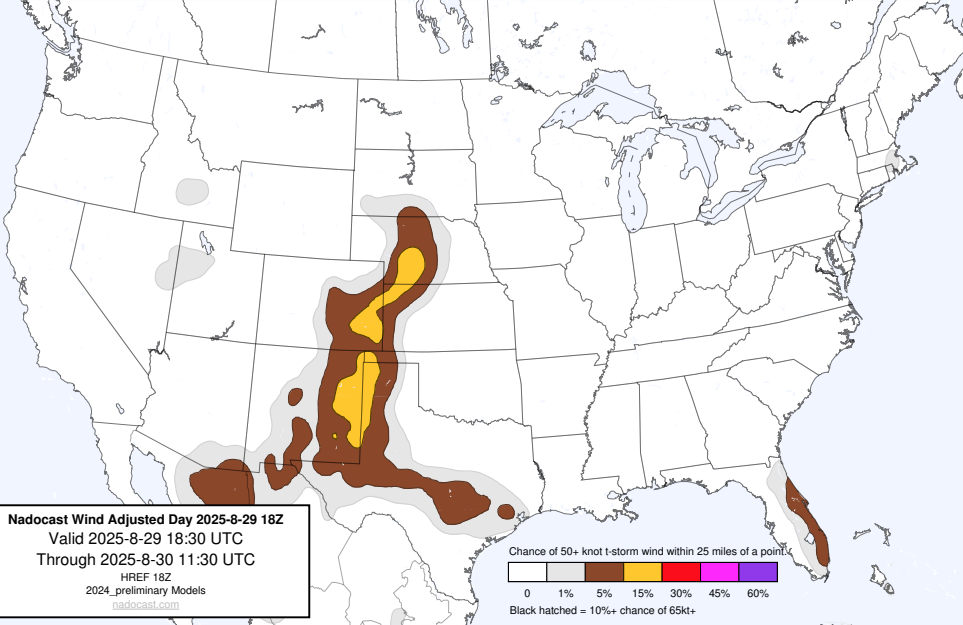 Nadocast Wind Adjusted Day 2025-8-29 18Z
Valid 2025-8-29 18:30 UTC
Through 2025-8-30 11:30 UTC
HREF 18Z
2024_preliminary Models
nadocast.com
Chance of 50+ knot t-storm wind within 25 miles of a point.
0 1% 5% 15% 30% 45% 60%
Black hatched = 10%+ chance of 65kt+